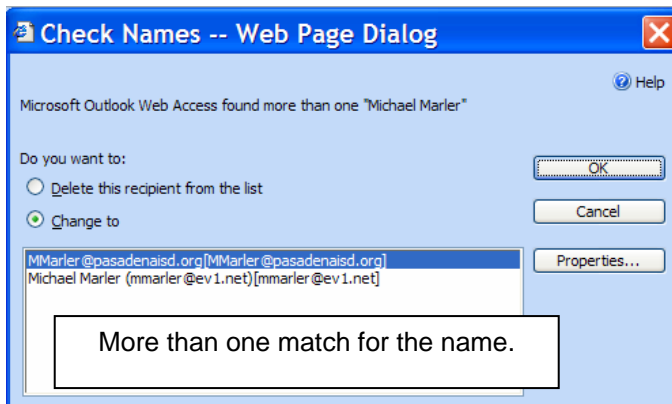 Check Names -- Web Page Dialog
Help
Microsoft Outlook Web Access found more than one "Michael Marler"
Do you want to:
Delete this recipient from the list
Change to
OK
Cancel
Properties...
MMarler@pasadenaisd.org[MMarler@pasadenaisd.org]
Michael Marler (mmarler@ev1.net)[mmarler@ev1.net]
More than one match for the name.